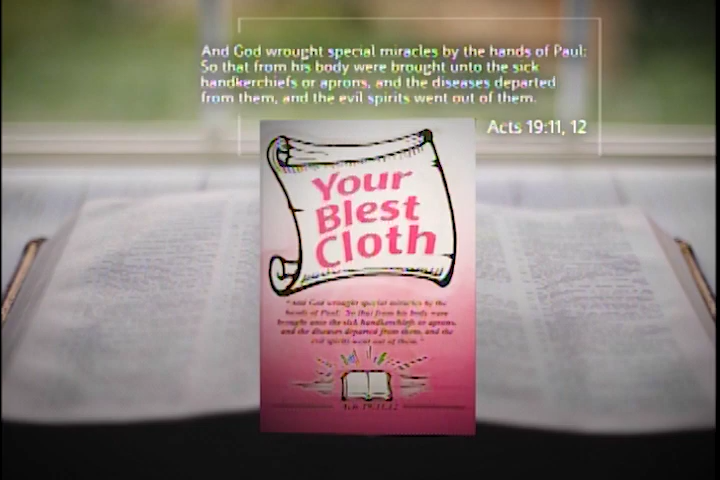 And God wrought special miracles by the hands of Paul:
So that from his body were brought unto the sick
handkerchiefs or aprons, and the diseases departed
from them, and the evil spirits went out of them.
Acts 19:11, 12
Your
Blest
Cloth
"And God wrought special miracles by the
hands of Paul: So that from his body were
brought unto the sick handkerchiefs or aprons,
and the diseases departed from them, and the
evil spirits went out of them."
Acts 19:11,12